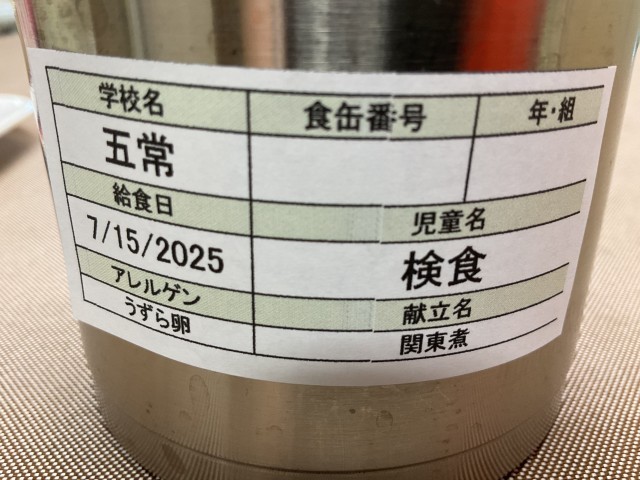 学校名 食缶番号 年・組
五常
給食日 児童名
7/15/2025 検食
アレルゲン 献立名
うずら卵 関東煮